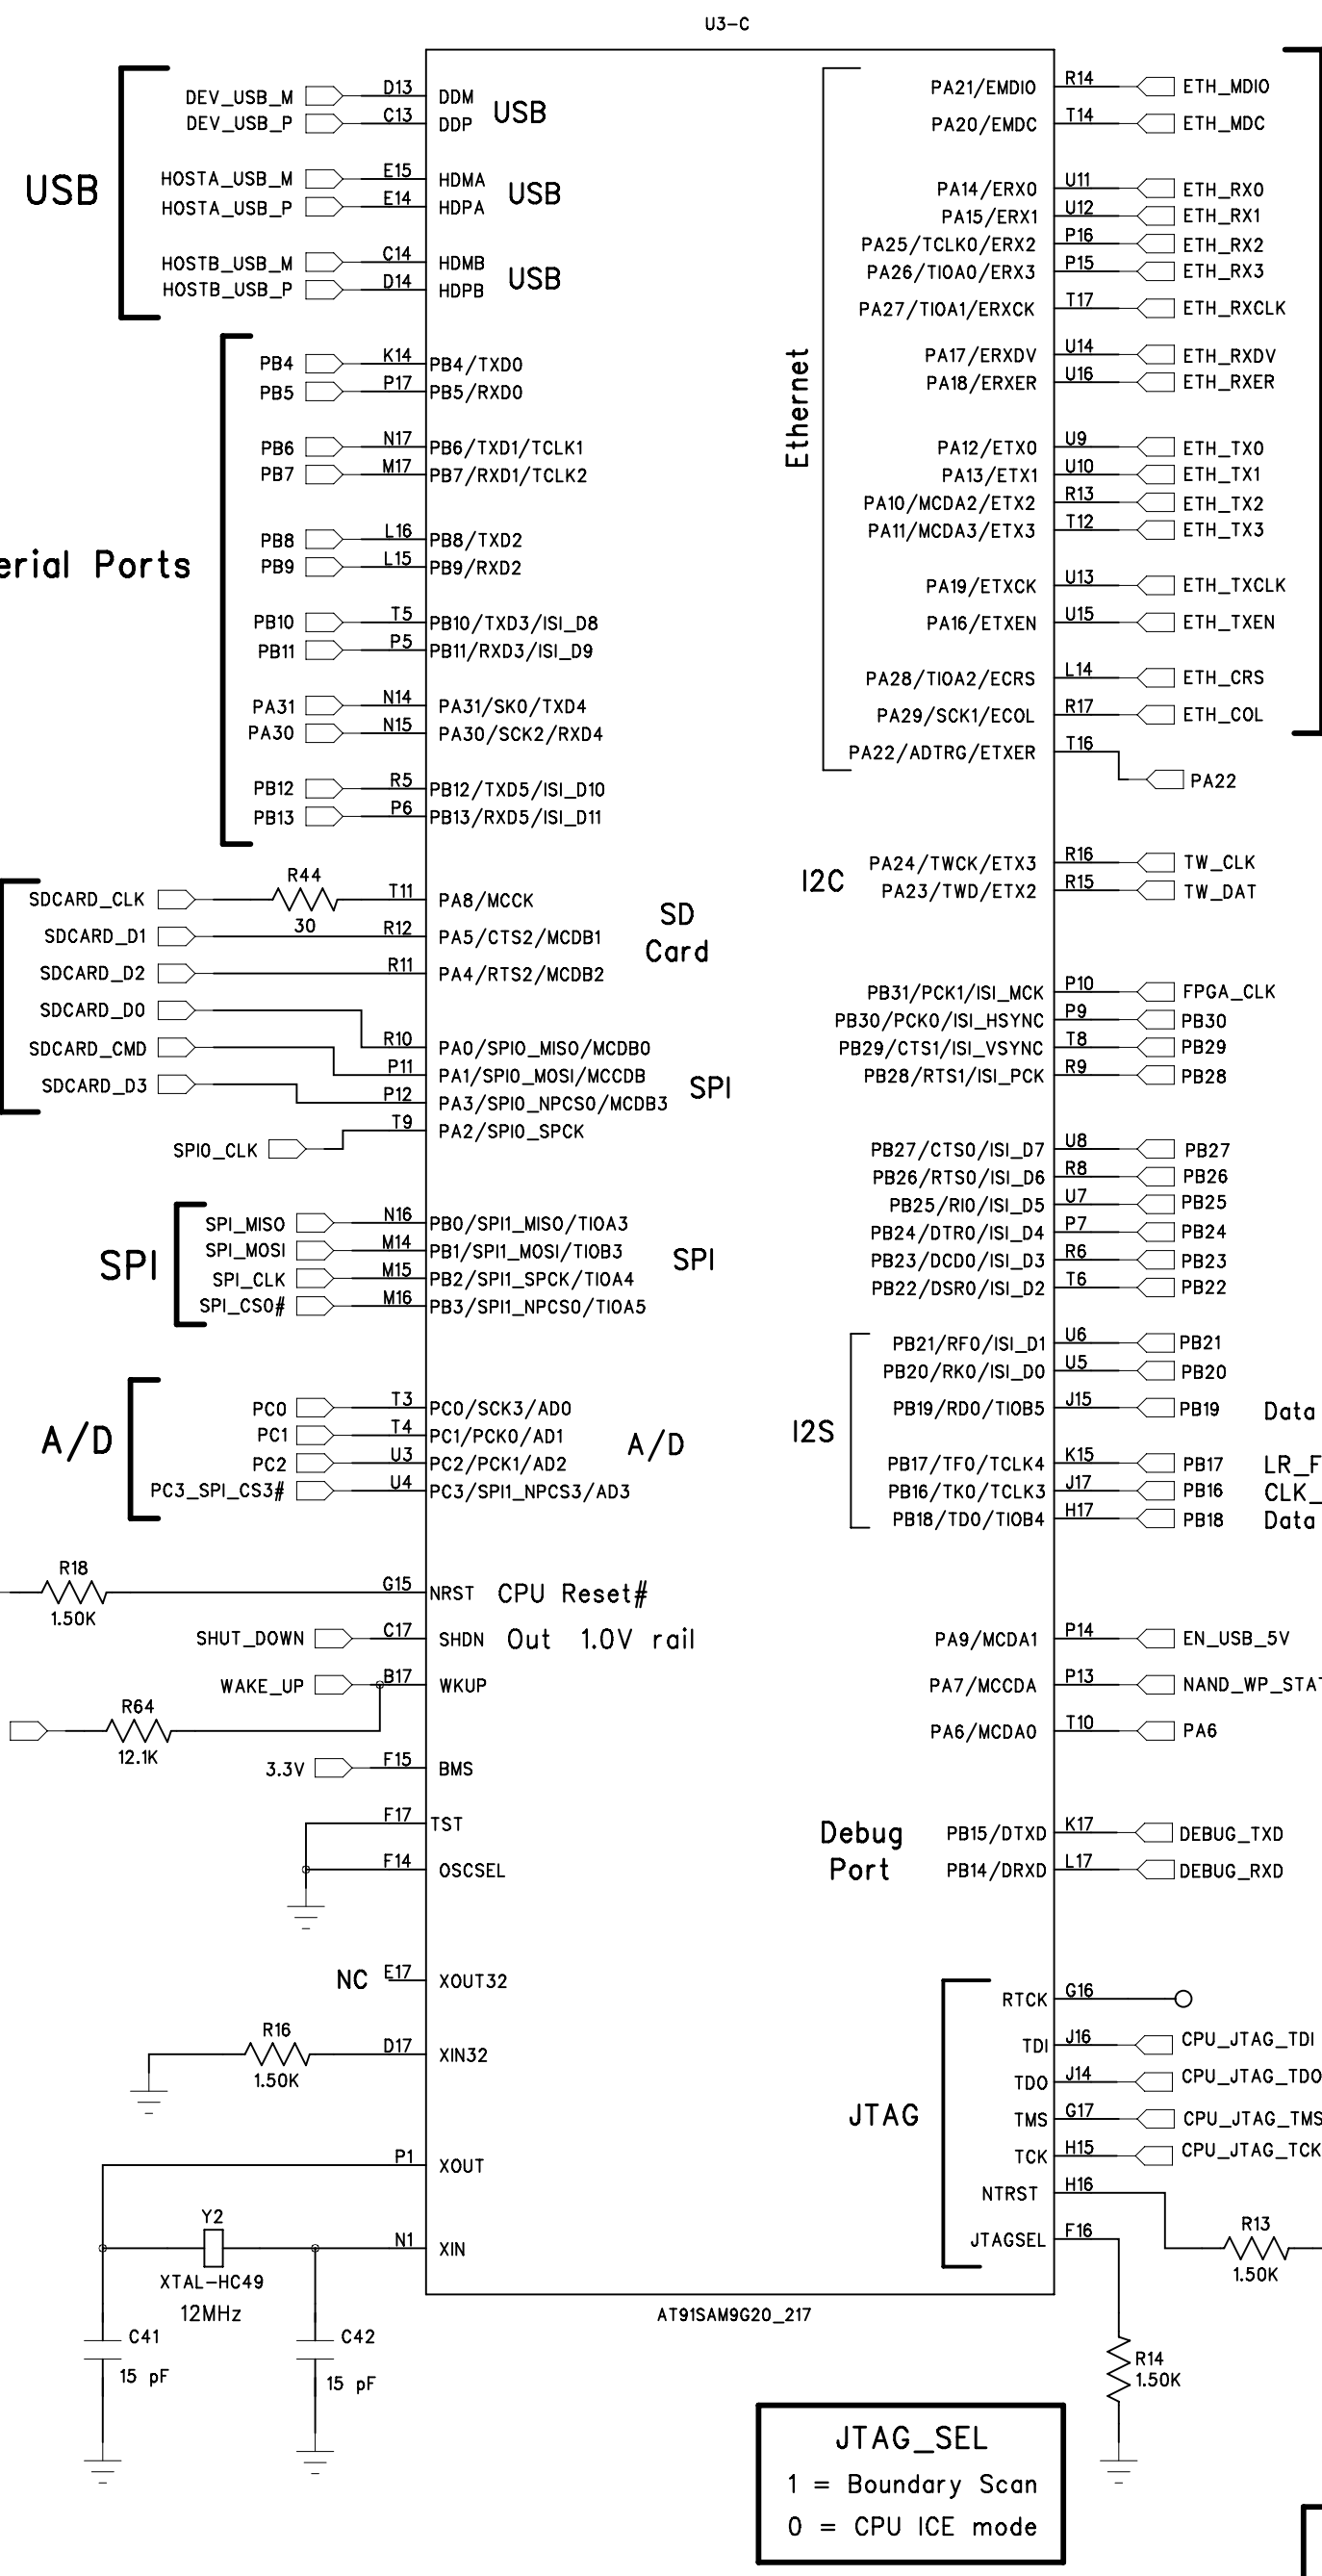 U3-C
USB
DEV_USB_M D13 DDM USB
DEV_USB_P C13 DDP
HOSTA_USB_M E15 HDMA USB
HOSTA_USB_P E14 HDPA
HOSTB_USB_M C14 HDMB USB
HOSTB_USB_P D14 HDPB
erial Ports
PB4 K14 PB4/TXD0
PB5 P17 PB5/RXD0
PB6 N17 PB6/TXD1/TCLK1
PB7 M17 PB7/RXD1/TCLK2
PB8 L16 PB8/TXD2
PB9 L15 PB9/RXD2
PB10 T5 PB10/TXD3/ISI_D8
PB11 P5 PB11/RXD3/ISI_D9
PA31 N14 PA31/SK0/TXD4
PA30 N15 PA30/SCK2/RXD4
PB12 R5 PB12/TXD5/ISI_D10
PB13 P6 PB13/RXD5/ISI_D11
SDCARD_CLK R44 30 T11 PA8/MCCK
SD
Card
SDCARD_D1 R12 PA5/CTS2/MCDB1
SDCARD_D2 R11 PA4/RTS2/MCDB2
SDCARD_D0 R10 PA0/SPI0_MISO/MCDB0
SDCARD_CMD P11 PA1/SPI0_MOSI/MCCDB
SPI
SDCARD_D3 P12 PA3/SPI0_NPCS0/MCDB3
SPI0_CLK T9 PA2/SPI0_SPCK
SPI
SPI_MISO N16 PB0/SPI1_MISO/TIOA3
SPI_MOSI M14 PB1/SPI1_MOSI/TIOB3
SPI
SPI_CLK M15 PB2/SPI1_SPCK/TIOA4
SPI_CS0# M16 PB3/SPI1_NPCS0/TIOA5
A/D
PC0 T3 PC0/SCK3/AD0
PC1 T4 PC1/PCK0/AD1
A/D
PC2 U3 PC2/PCK1/AD2
PC3_SPI_CS3# U4 PC3/SPI1_NPCS3/AD3
R18 1.50K G15 NRST CPU Reset#
SHUT_DOWN C17 SHDN Out 1.0V rail
WAKE_UP B17 WKUP
R64 12.1K
3.3V F15 BMS
F17 TST
F14 OSCSEL
NC E17 XOUT32
R16 1.50K D17 XIN32
P1 XOUT
Y2 N1 XIN
XTAL-HC49
12MHz
C41 15 pF
C42 15 pF
Ethernet
PA21/EMDIO R14 ETH_MDIO
PA20/EMDC T14 ETH_MDC
PA14/ERX0 U11 ETH_RX0
PA15/ERX1 U12 ETH_RX1
PA25/TCLK0/ERX2 P16 ETH_RX2
PA26/TIOA0/ERX3 P15 ETH_RX3
PA27/TIOA1/ERXCK T17 ETH_RXCLK
PA17/ERXDV U14 ETH_RXDV
PA18/ERXER U16 ETH_RXER
PA12/ETX0 U9 ETH_TX0
PA13/ETX1 U10 ETH_TX1
PA10/MCDA2/ETX2 R13 ETH_TX2
PA11/MCDA3/ETX3 T12 ETH_TX3
PA19/ETXCK U13 ETH_TXCLK
PA16/ETXEN U15 ETH_TXEN
PA28/TIOA2/ECRS L14 ETH_CRS
PA29/SCK1/ECOL R17 ETH_COL
PA22/ADTRG/ETXER T16 PA22
I2C
PA24/TWCK/ETX3 R16 TW_CLK
PA23/TWD/ETX2 R15 TW_DAT
PB31/PCK1/ISI_MCK P10 FPGA_CLK
PB30/PCK0/ISI_HSYNC P9 PB30
PB29/CTS1/ISI_VSYNC T8 PB29
PB28/RTS1/ISI_PCK R9 PB28
PB27/CTS0/ISI_D7 U8 PB27
PB26/RTS0/ISI_D6 R8 PB26
PB25/RI0/ISI_D5 U7 PB25
PB24/DTR0/ISI_D4 P7 PB24
PB23/DCD0/ISI_D3 R6 PB23
PB22/DSR0/ISI_D2 T6 PB22
I2S
PB21/RF0/ISI_D1 U6 PB21
PB20/RK0/ISI_D0 U5 PB20
PB19/RD0/TIOB5 J15 PB19 Data
PB17/TF0/TCLK4 K15 PB17 LR_F
PB16/TK0/TCLK3 J17 PB16 CLK_
PB18/TD0/TIOB4 H17 PB18 Data
PA9/MCDA1 P14 EN_USB_5V
PA7/MCCDA P13 NAND_WP_STAT
PA6/MCDA0 T10 PA6
Debug
Port
PB15/DTXD K17 DEBUG_TXD
PB14/DRXD L17 DEBUG_RXD
JTAG
RTCK G16
TDI J16 CPU_JTAG_TDI
TDO J14 CPU_JTAG_TDO
TMS G17 CPU_JTAG_TMS
TCK H15 CPU_JTAG_TCK
NTRST H16
R13 1.50K
JTAGSEL F16
R14
1.50K
AT91SAM9G20_217
JTAG_SEL
1 = Boundary Scan
0 = CPU ICE mode